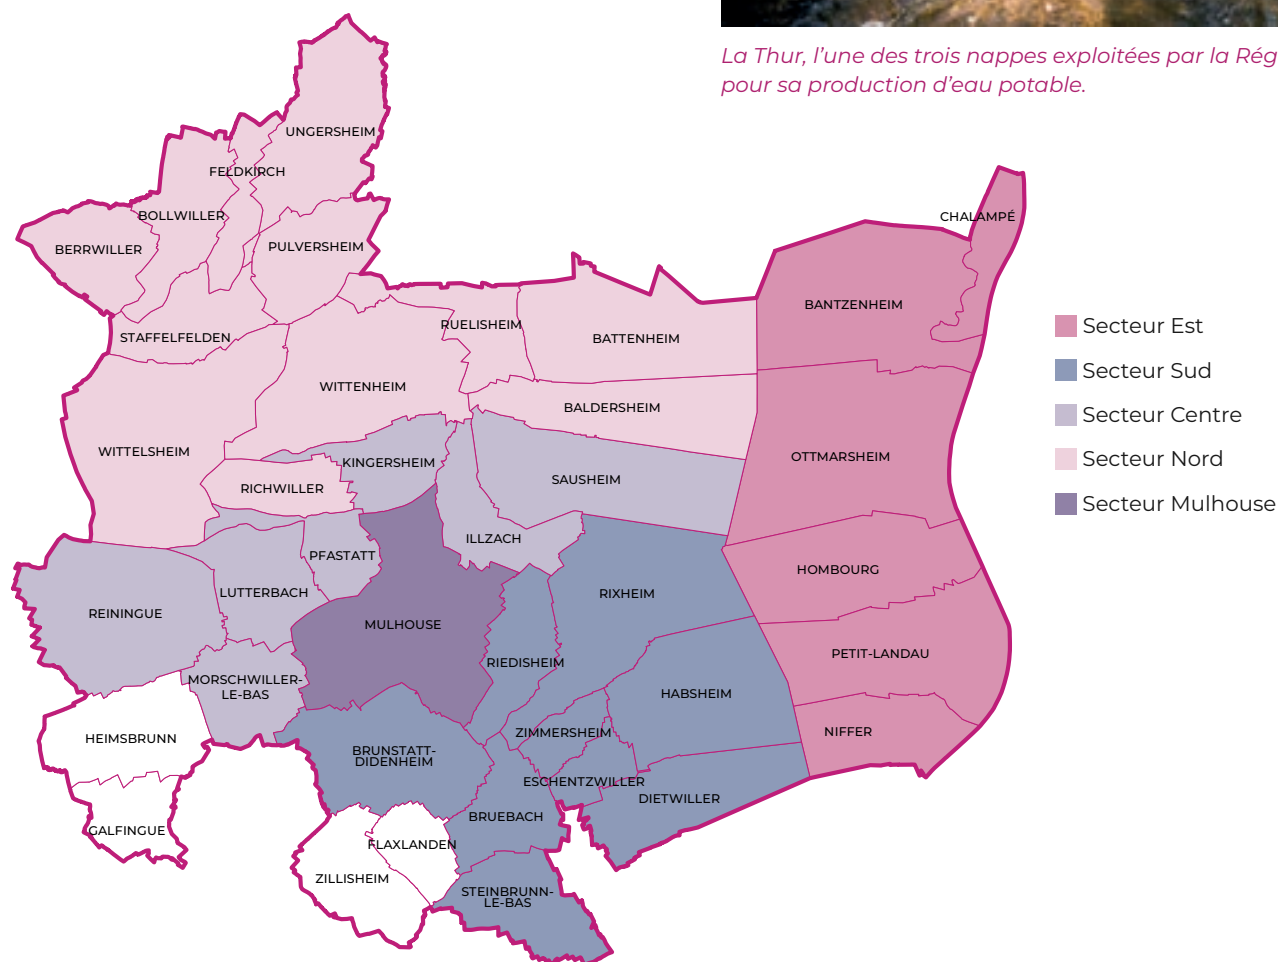 La Thur, l'une des trois nappes exploitées par la Rég
pour sa production d'eau potable.
UNGERSHEIM
FELDKIRCH
BOLLWILLER
BERRWILLER
PULVERSHEIM
CHALAMPÉ
STAFFELFELDEN
RUELISHEIM
BATTENHEIM
BANTZENHEIM
WITTENHEIM
BALDERSHEIM
WITTELSHEIM
KINGERSHEIM
RICHWILLER
SAUSHEIM
OTTMARSHEIM
ILLZACH
PFASTATT
HOMBOURG
LUTTERBACH
REININGUE
RIXHEIM
MULHOUSE
RIEDISHEIM
PETIT-LANDAU
MORSCHWILLER-
LE-BAS
HABSHEIM
HEIMSBRUNN
ZIMMERSHEIM
NIFFER
BRUNSTATT-
DIDENHEIM
ESCHENTZWILLER
DIETWILLER
GALFINGUE
BRUEBACH
FLAXLANDEN
ZILLISHEIM
STEINBRUNN-
LE-BAS
Secteur Est
Secteur Sud
Secteur Centre
Secteur Nord
Secteur Mulhouse